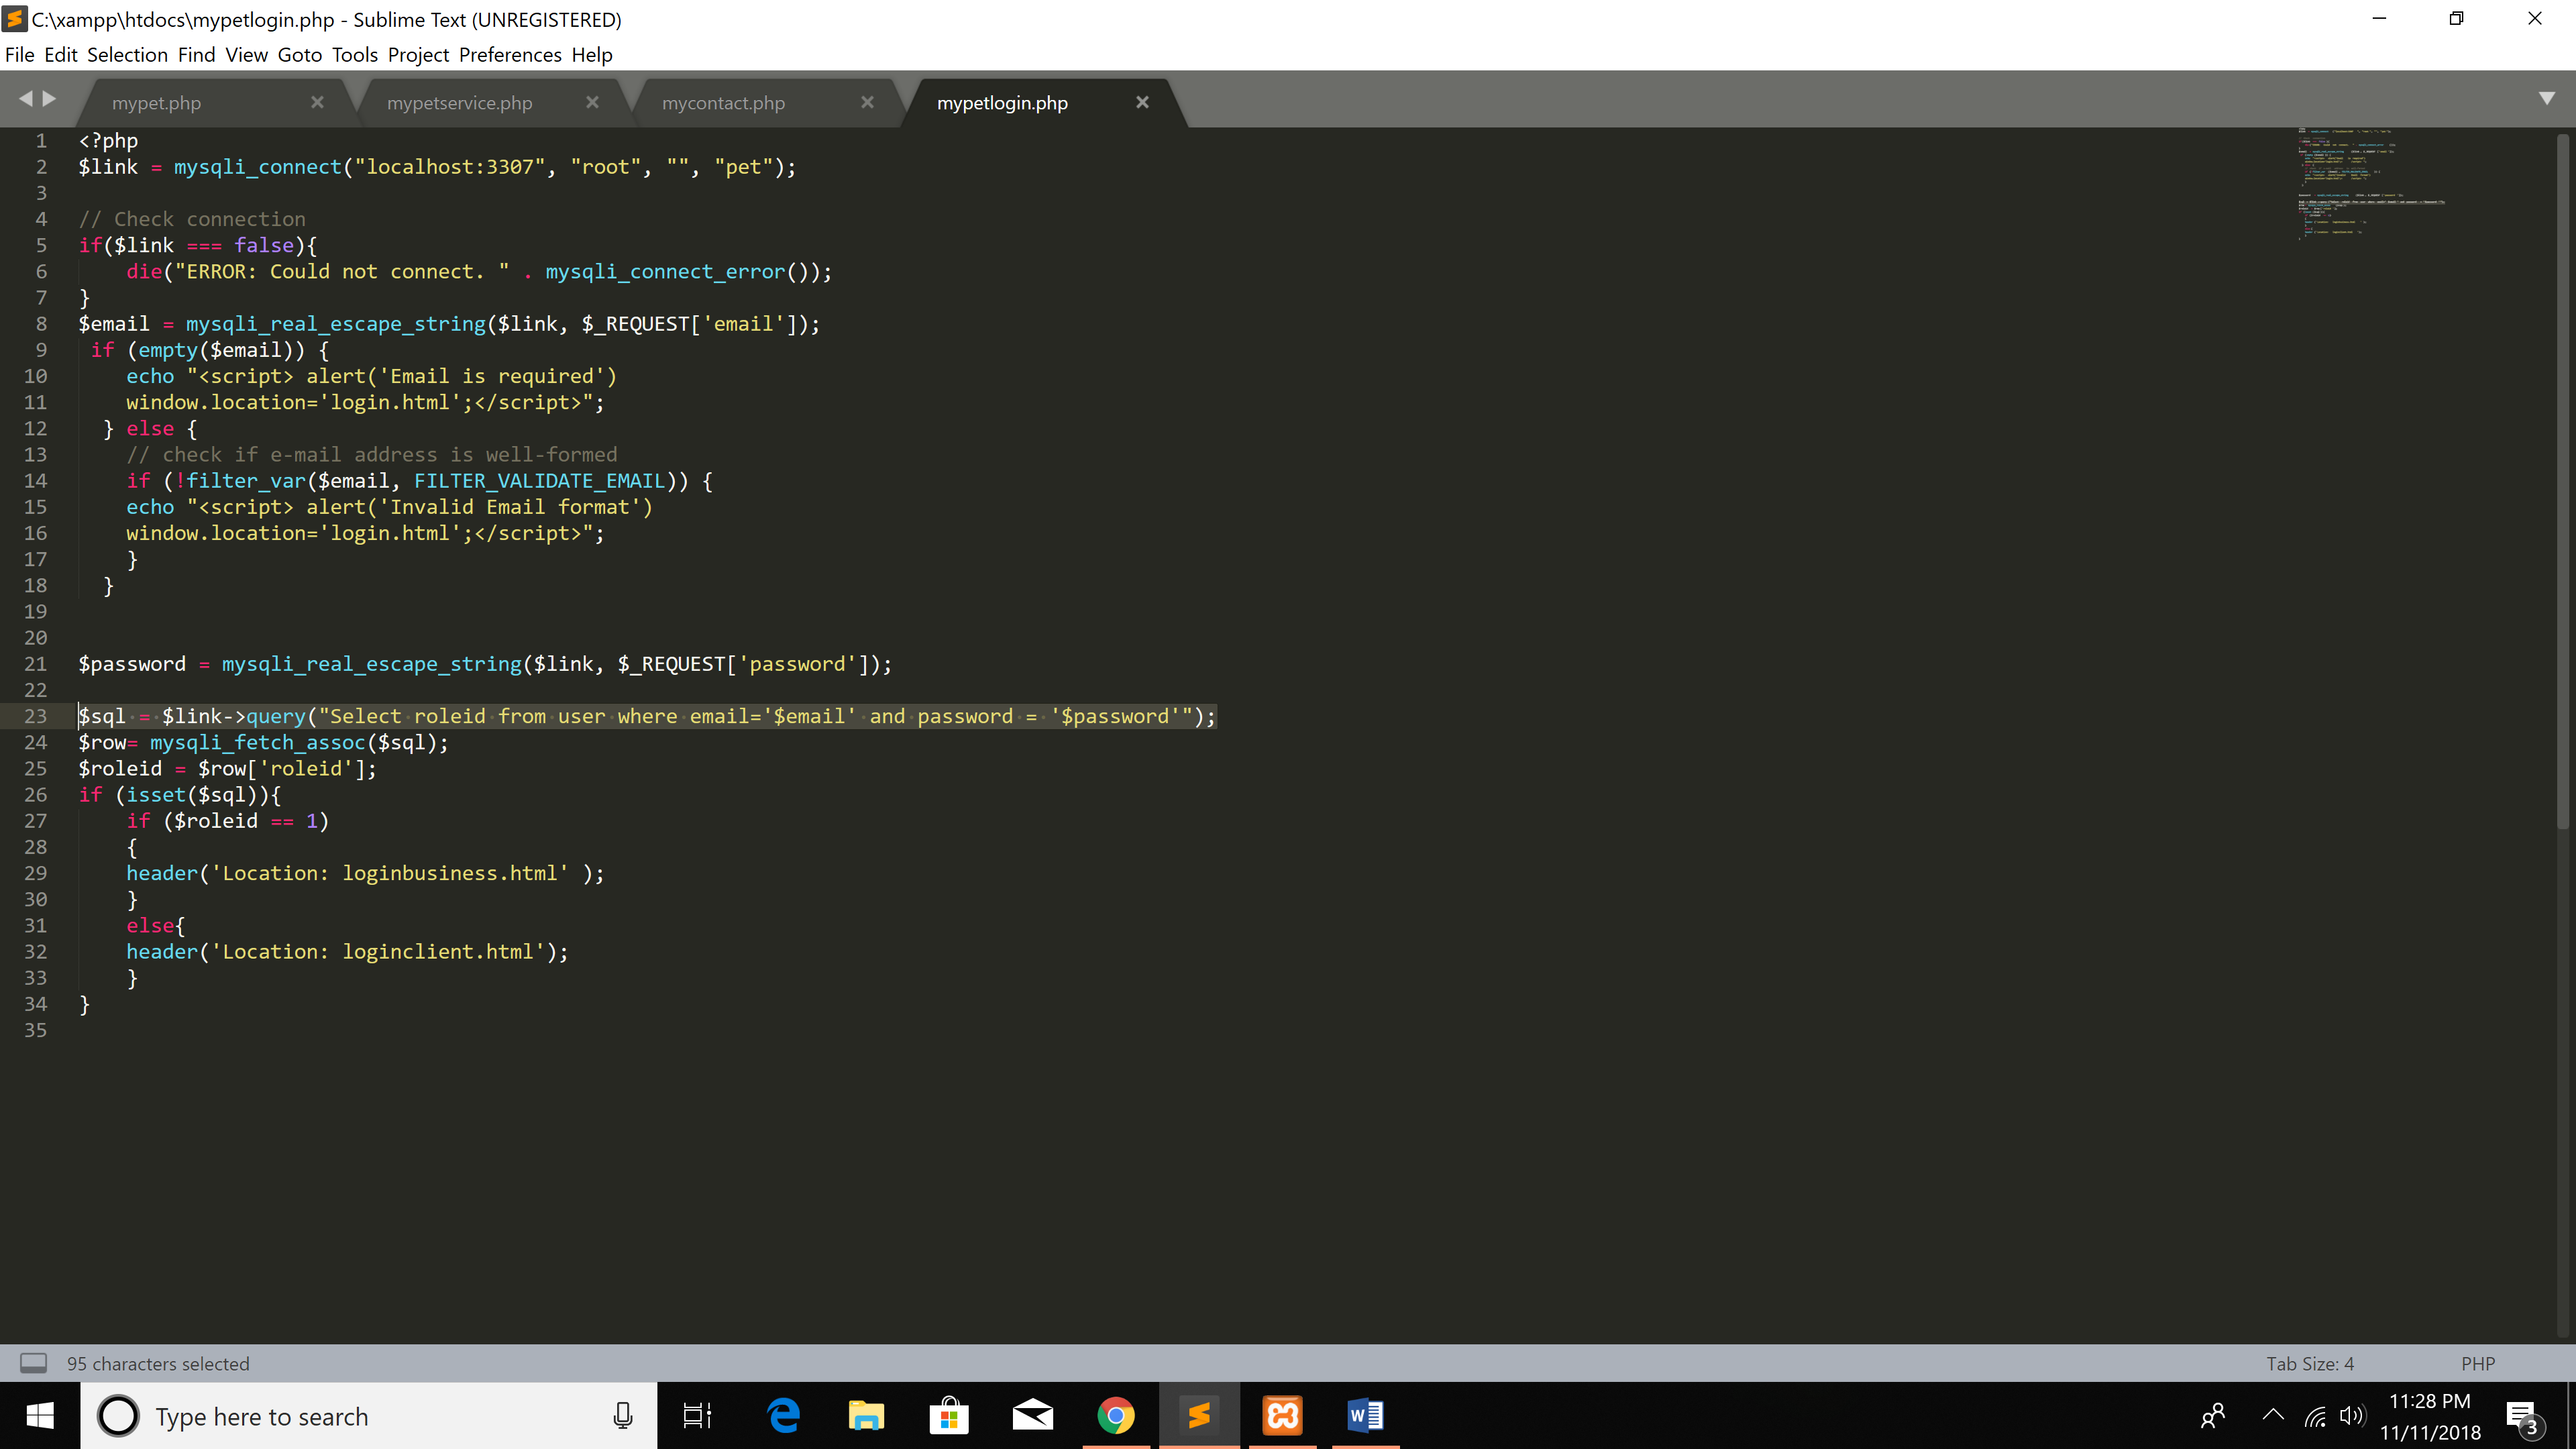 C:\xampp\htdocs\mypetlogin.php - Sublime Text (UNREGISTERED)
File Edit Selection Find View Goto Tools Project Preferences Help
mypet.php mypetservice.php mycontact.php mypetlogin.php
1 <?php
2 $link = mysqli_connect("localhost:3307", "root", "", "pet");
3
4 // Check connection
5 if($link === false){
6 die("ERROR: Could not connect. " . mysqli_connect_error());
7 }
8 $email = mysqli_real_escape_string($link, $_REQUEST['email']);
9 if (empty($email)) {
10 echo "<script> alert('Email is required')
11 window.location='login.html';</script>";
12 } else {
13 // check if e-mail address is well-formed
14 if (!filter_var($email, FILTER_VALIDATE_EMAIL)) {
15 echo "<script> alert('Invalid Email format')
16 window.location='login.html';</script>";
17 }
18 }
19
20
21 $password = mysqli_real_escape_string($link, $_REQUEST['password']);
22
23 $sql = $link->query("Select roleid from user where email='$email' and password = '$password'");
24 $row= mysqli_fetch_assoc($sql);
25 $roleid = $row['roleid'];
26 if (isset($sql)){
27 if ($roleid == 1)
28 {
29 header('Location: loginbusiness.html' );
30 }
31 else{
32 header('Location: loginclient.html');
33 }
34 }
35
95 characters selected Tab Size: 4 PHP
Type here to search
11:28 PM
11/11/2018
3